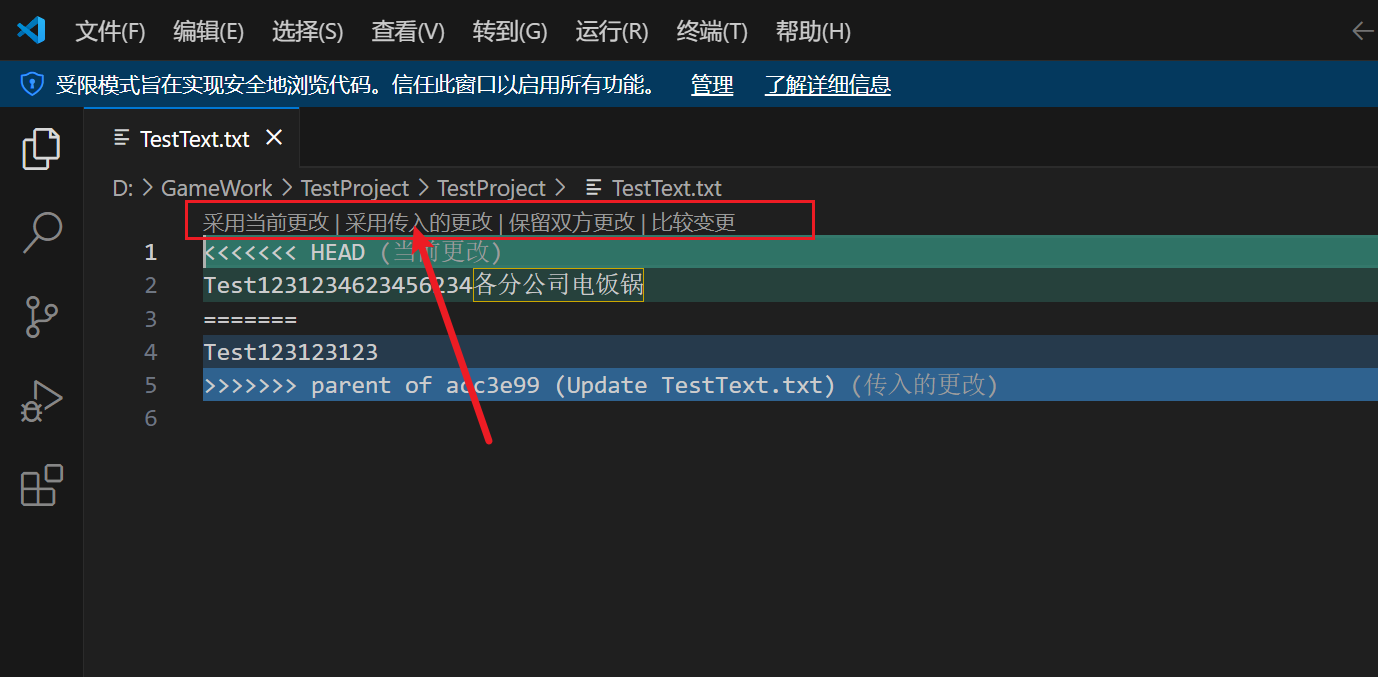 文件(F) 编辑(E) 选择(S) 查看(V) 转到(G) 运行(R) 终端(T) 帮助(H)
受限模式旨在实现安全地浏览代码。信任此窗口以启用所有功能。 管理 了解详细信息
TestText.txt
D: > GameWork > TestProject > TestProject > TestText.txt
采用当前更改 | 采用传入的更改 | 保留双方更改 | 比较变更
1 <<<<<<< HEAD (当前更改)
2 Test1231234623456234各分公司电饭锅
3 =======
4 Test123123123
5 >>>>>>> parent of acc3e99 (Update TestText.txt) (传入的更改)
6